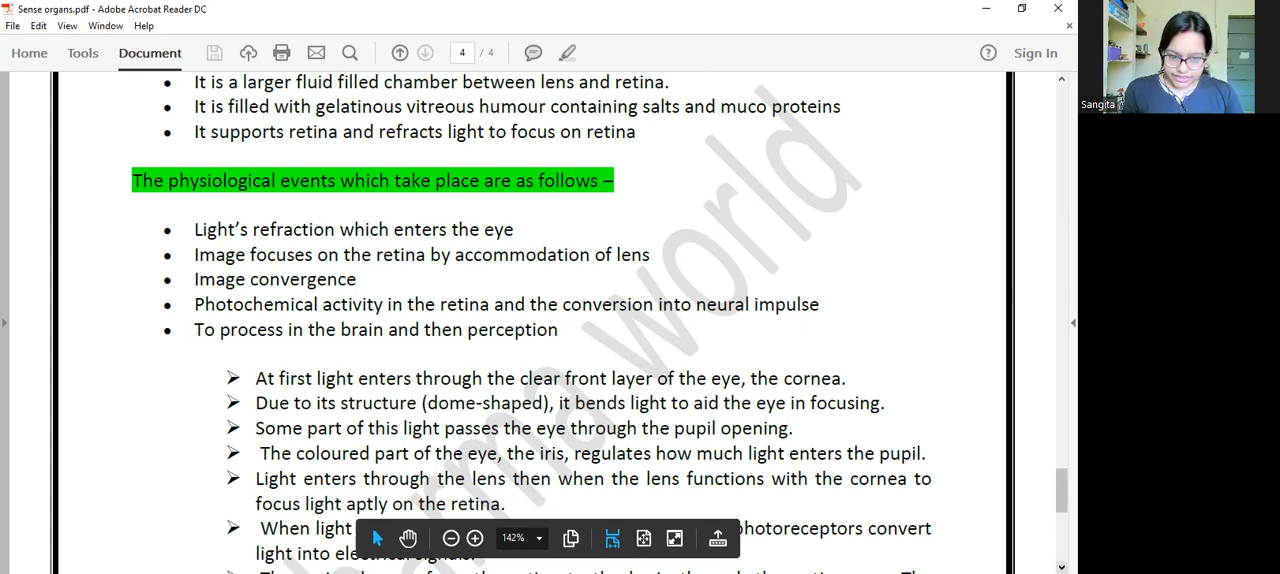 Sense organs.pdf - Adobe Acrobat Reader DC
File Edit View Window Help
Home Tools Document 4 / 4 Sign In
• It is a larger fluid filled chamber between lens and retina.
• It is filled with gelatinous vitreous humour containing salts and muco proteins
• It supports retina and refracts light to focus on retina
Sangita
The physiological events which take place are as follows –
• Light's refraction which enters the eye
• Image focuses on the retina by accommodation of lens
• Image convergence
• Photochemical activity in the retina and the conversion into neural impulse
• To process in the brain and then perception
➢ At first light enters through the clear front layer of the eye, the cornea.
➢ Due to its structure (dome-shaped), it bends light to aid the eye in focusing.
➢ Some part of this light passes the eye through the pupil opening.
➢ The coloured part of the eye, the iris, regulates how much light enters the pupil.
➢ Light enters through the lens then when the lens functions with the cornea to
focus light aptly on the retina.
➢ When light photoreceptors convert
light into
142%
world